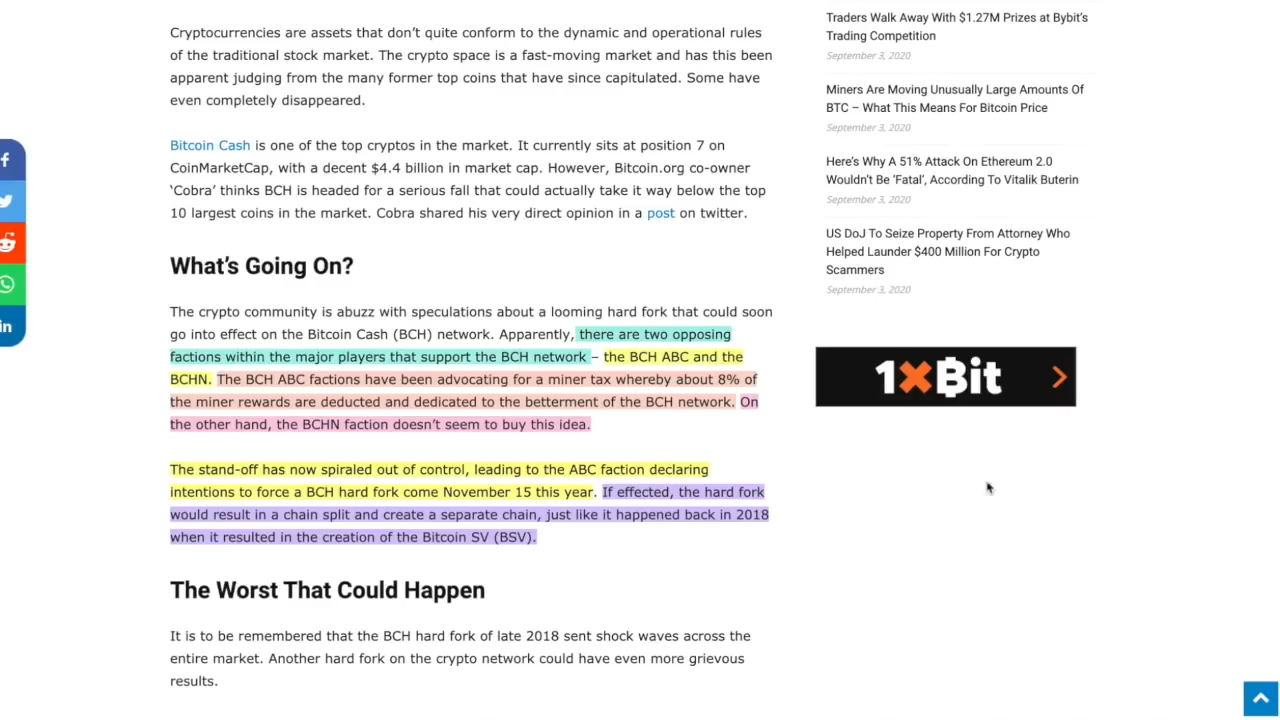 Cryptocurrencies are assets that don’t quite conform to the dynamic and operational rules
of the traditional stock market. The crypto space is a fast-moving market and has this been
apparent judging from the many former top coins that have since capitulated. Some have
even completely disappeared.
Bitcoin Cash is one of the top cryptos in the market. It currently sits at position 7 on
CoinMarketCap, with a decent $4.4 billion in market cap. However, Bitcoin.org co-owner
‘Cobra’ thinks BCH is headed for a serious fall that could actually take it way below the top
10 largest coins in the market. Cobra shared his very direct opinion in a post on twitter.
What’s Going On?
The crypto community is abuzz with speculations about a looming hard fork that could soon
go into effect on the Bitcoin Cash (BCH) network. Apparently, there are two opposing
factions within the major players that support the BCH network – the BCH ABC and the
BCHN. The BCH ABC factions have been advocating for a miner tax whereby about 8% of
the miner rewards are deducted and dedicated to the betterment of the BCH network. On
the other hand, the BCHN faction doesn’t seem to buy this idea.
The stand-off has now spiraled out of control, leading to the ABC faction declaring
intentions to force a BCH hard fork come November 15 this year. If effected, the hard fork
would result in a chain split and create a separate chain, just like it happened back in 2018
when it resulted in the creation of the Bitcoin SV (BSV).
The Worst That Could Happen
It is to be remembered that the BCH hard fork of late 2018 sent shock waves across the
entire market. Another hard fork on the crypto network could have even more grievous
results.
Traders Walk Away With $1.27M Prizes at Bybit’s
Trading Competition
September 3, 2020
Miners Are Moving Unusually Large Amounts Of
BTC – What This Means For Bitcoin Price
September 3, 2020
Here’s Why A 51% Attack On Ethereum 2.0
Wouldn’t Be ‘Fatal’, According To Vitalik Buterin
September 3, 2020
US DoJ To Seize Property From Attorney Who
Helped Launder $400 Million For Crypto
Scammers
September 3, 2020
1XBit